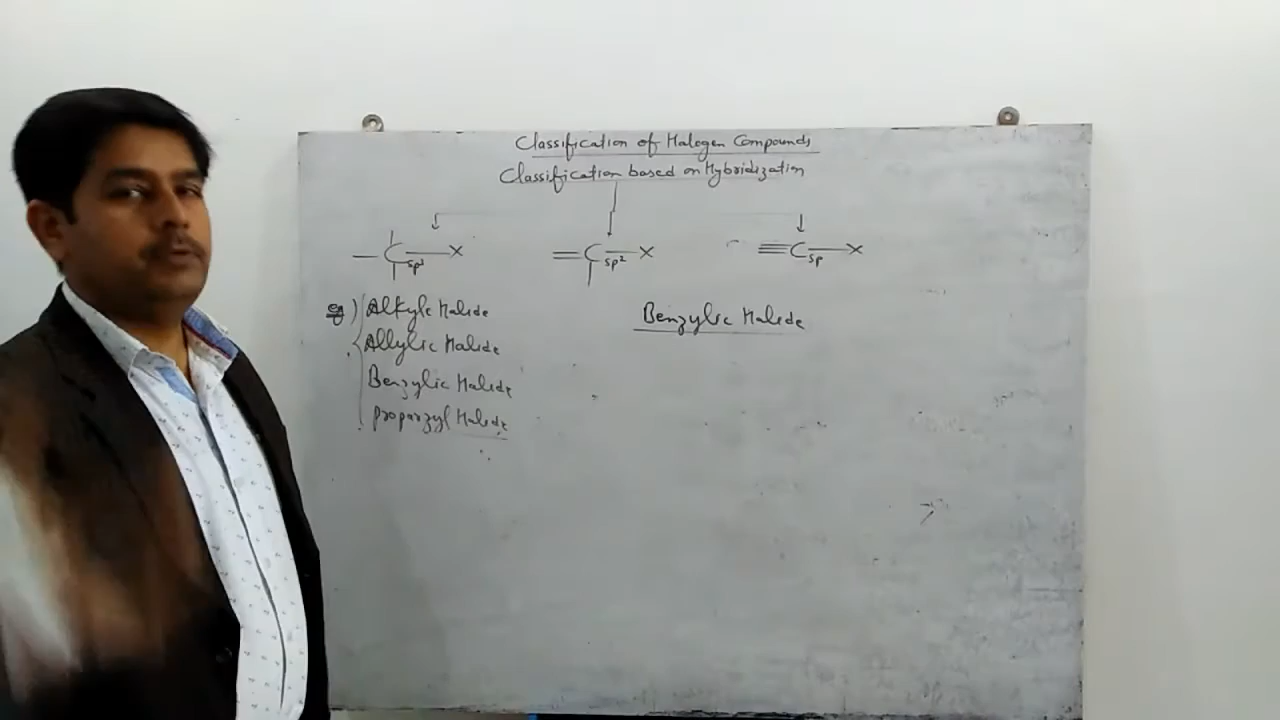 Classification of Halogen Compounds
Classification based on Hybridization
— C sp³ — X
= C sp² — X
≡ C sp — X
eg) Alkyle Halide
Allylic Halide
Benzylic Halide
Propargyl Halide
Benzylic Halide